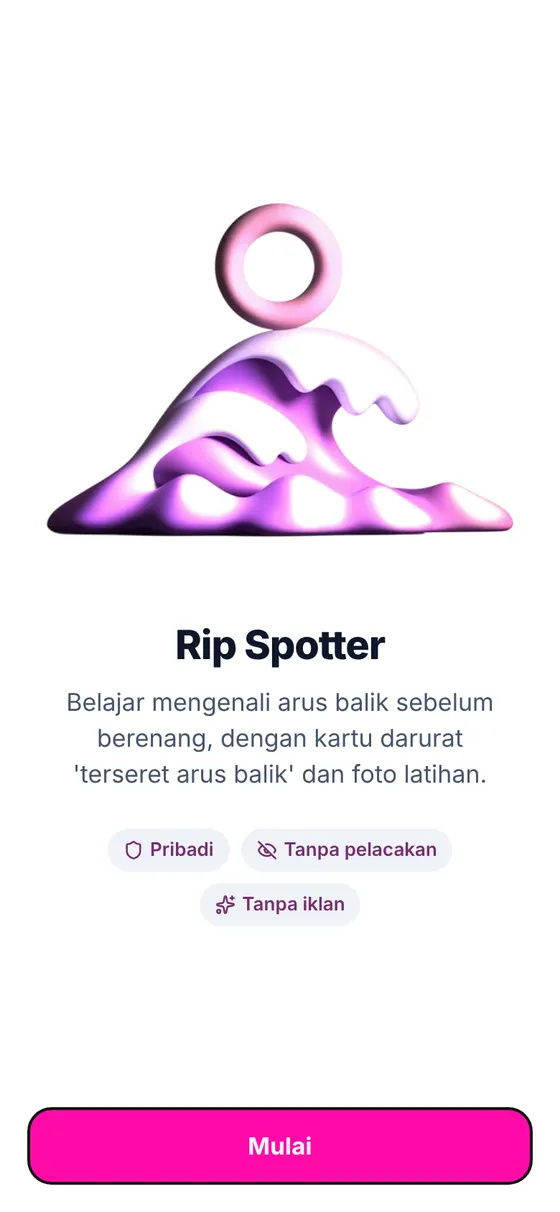 Rip Spotter
Belajar mengenali arus balik sebelum
berenang, dengan kartu darurat
'terseret arus balik' dan foto latihan.
Pribadi
Tanpa pelacakan
Tanpa iklan
Mulai